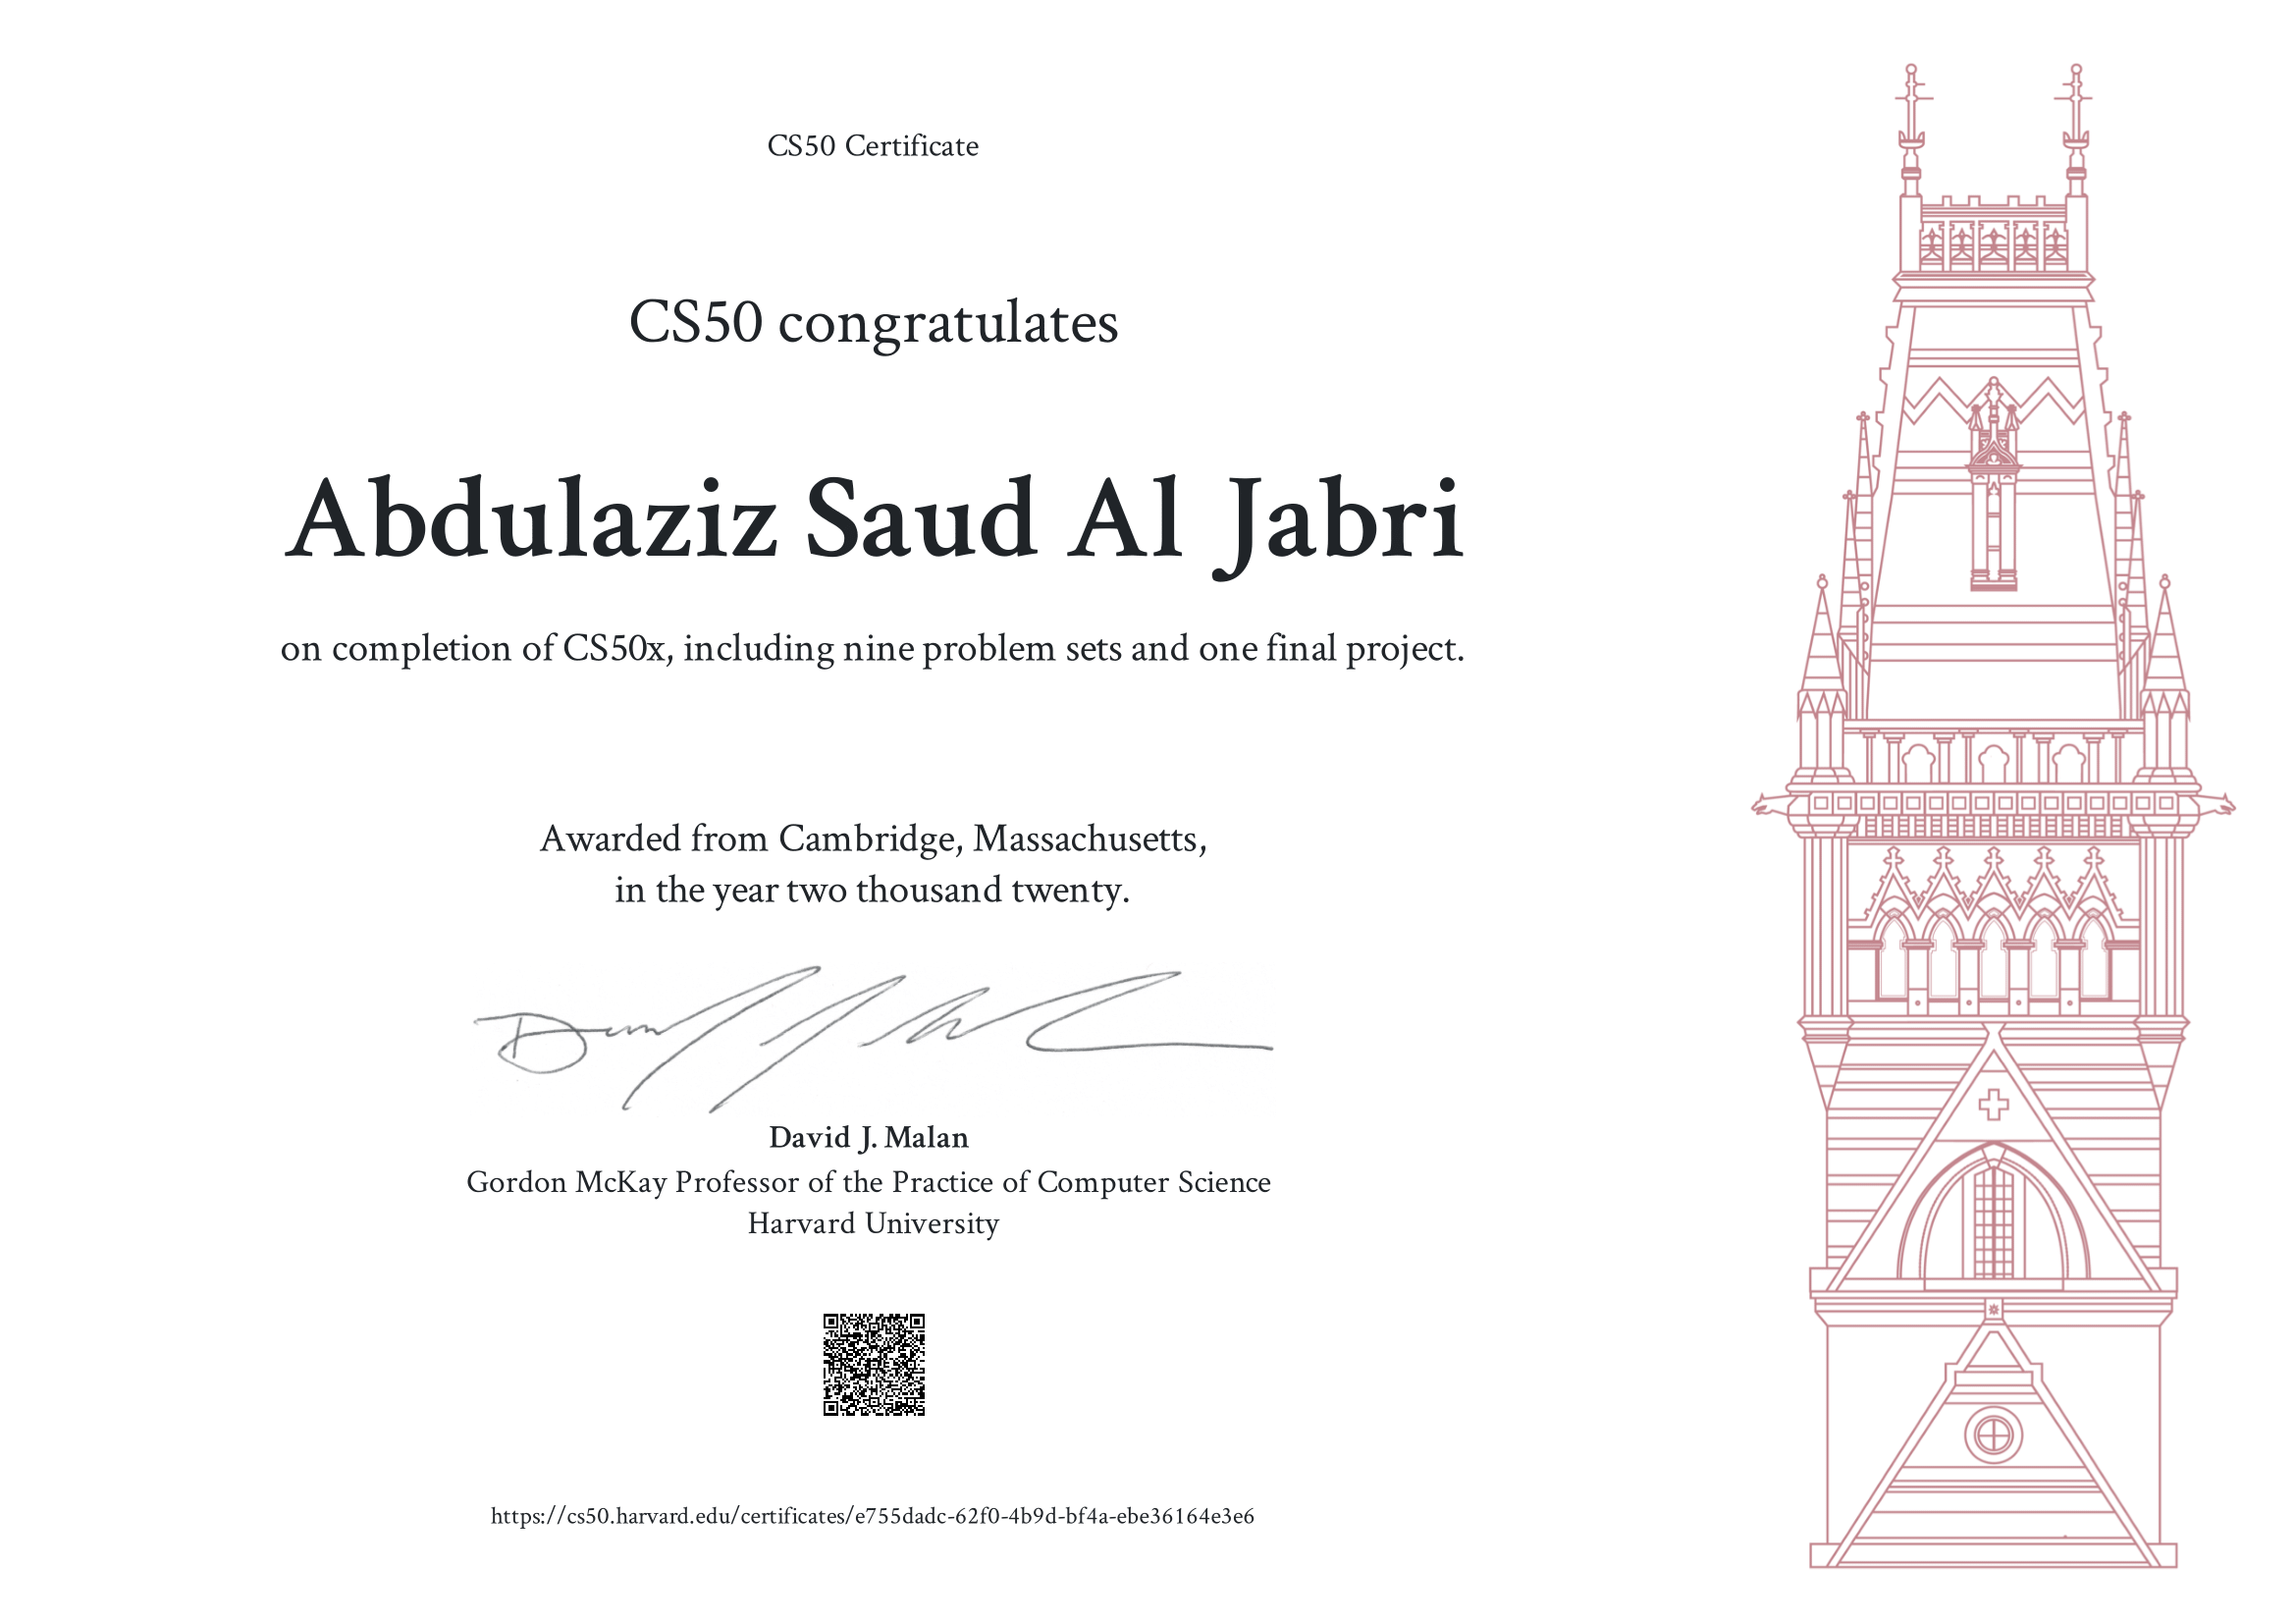 CS50 Certificate
CS50 congratulates
Abdulaziz Saud Al Jabri
on completion of CS50x, including nine problem sets and one final project.
Awarded from Cambridge, Massachusetts,
in the year two thousand twenty.
David J. Malan
Gordon McKay Professor of the Practice of Computer Science
Harvard University
https://cs50.harvard.edu/certificates/e755dadc-62f0-4b9d-bf4a-ebe36164e3e6